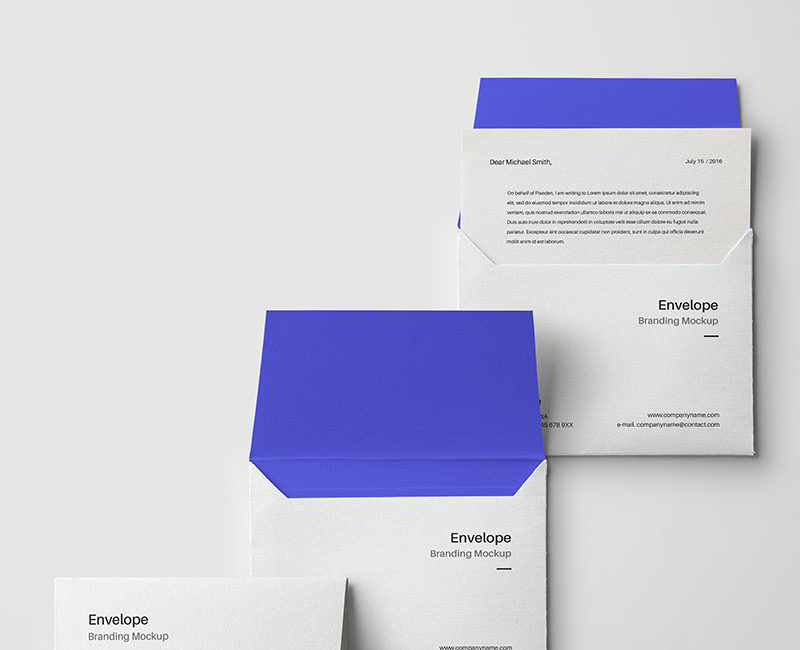 Dear Michael Smith,
July 15 / 2016
On behalf of Pixeden, I am writing to Lorem ipsum dolor sit amet, consectetur adipiscing
elit, sed do eiusmod tempor incididunt ut labore et dolore magna aliqua. Ut enim ad minim
veniam, quis nostrud exercitation ullamco laboris nisi ut aliquip ex ea commodo consequat.
Duis aute irure dolor in reprehenderit in voluptate velit esse cillum dolore eu fugiat nulla
pariatur. Excepteur sint occaecat cupidatat non proident, sunt in culpa qui officia deserunt
mollit anim id est laborum.
Envelope
Branding Mockup
www.companyname.com
45 678 9XX
e-mail. companyname@contact.com
Envelope
Branding Mockup
www.companyname.com
Envelope
Branding Mockup